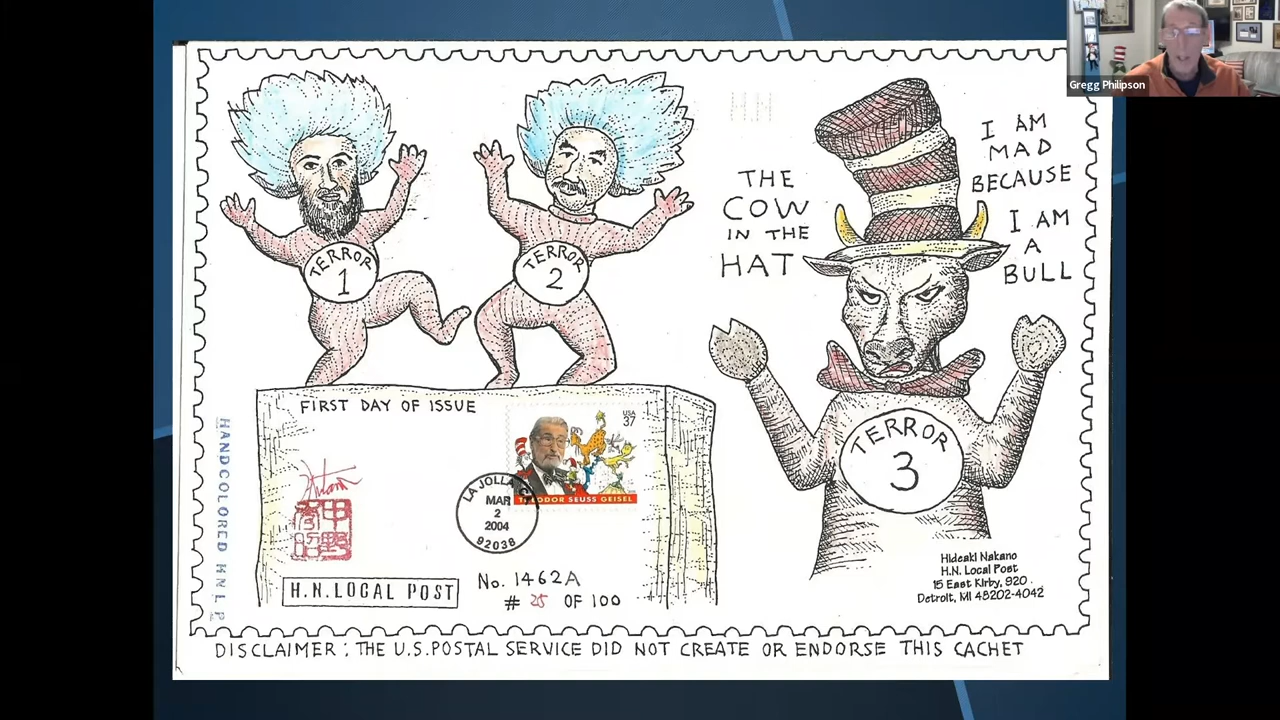 Gregg Philipson
I AM
MAD
BECAUSE
I AM
A
BULL
THE
COW
IN THE
HAT
H.N
TERROR
1
TERROR
2
TERROR
3
FIRST DAY OF ISSUE
USA
37
THEODOR SEUSS GEISEL
LA JOLLA
MAR
2
2004
92038
HANDCOLORED HNLP
H.N. LOCAL POST
No. 1462A
# 25 OF 100
Hideaki Nakano
H.N. Local Post
15 East Kirby, 920
Detroit, MI 48202-4042
DISCLAIMER: THE U.S. POSTAL SERVICE DID NOT CREATE OR ENDORSE THIS CACHET